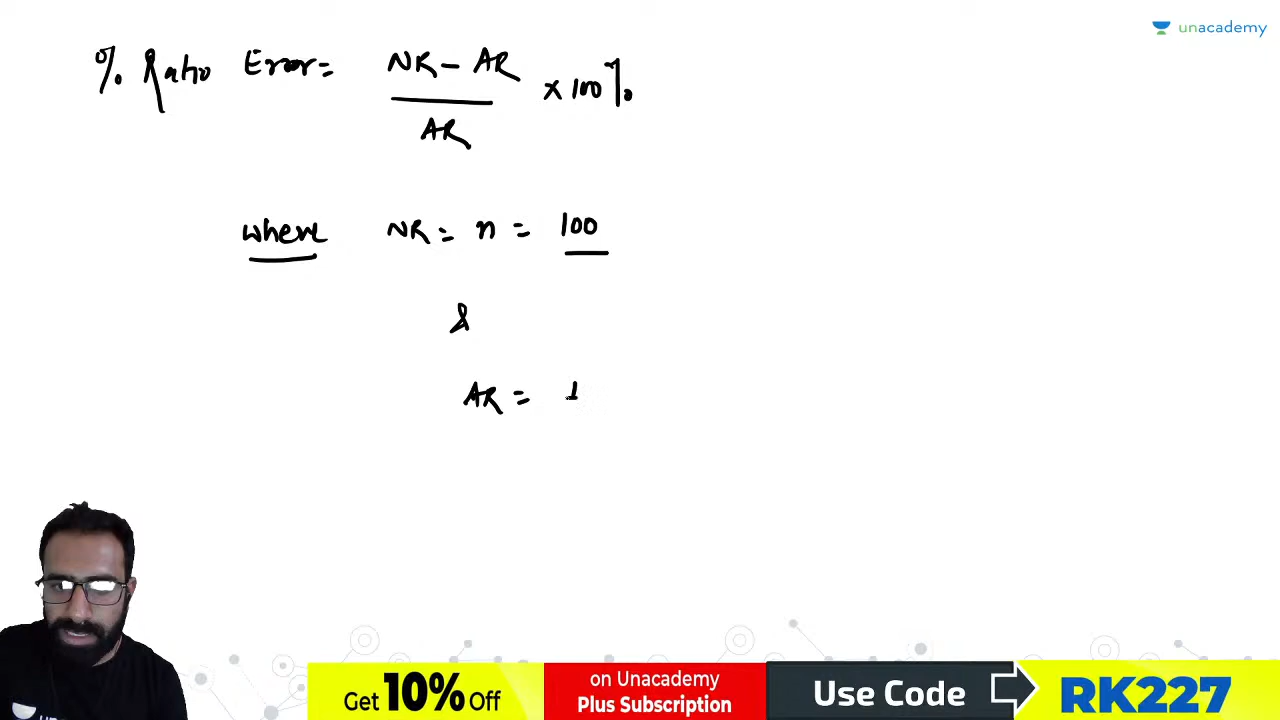 unacademy
% Ratio Error = NR - AR / AR × 100%
where NR = n = 100
&
AR = 1
Get 10% Off
on Unacademy
Plus Subscription
Use Code
RK227